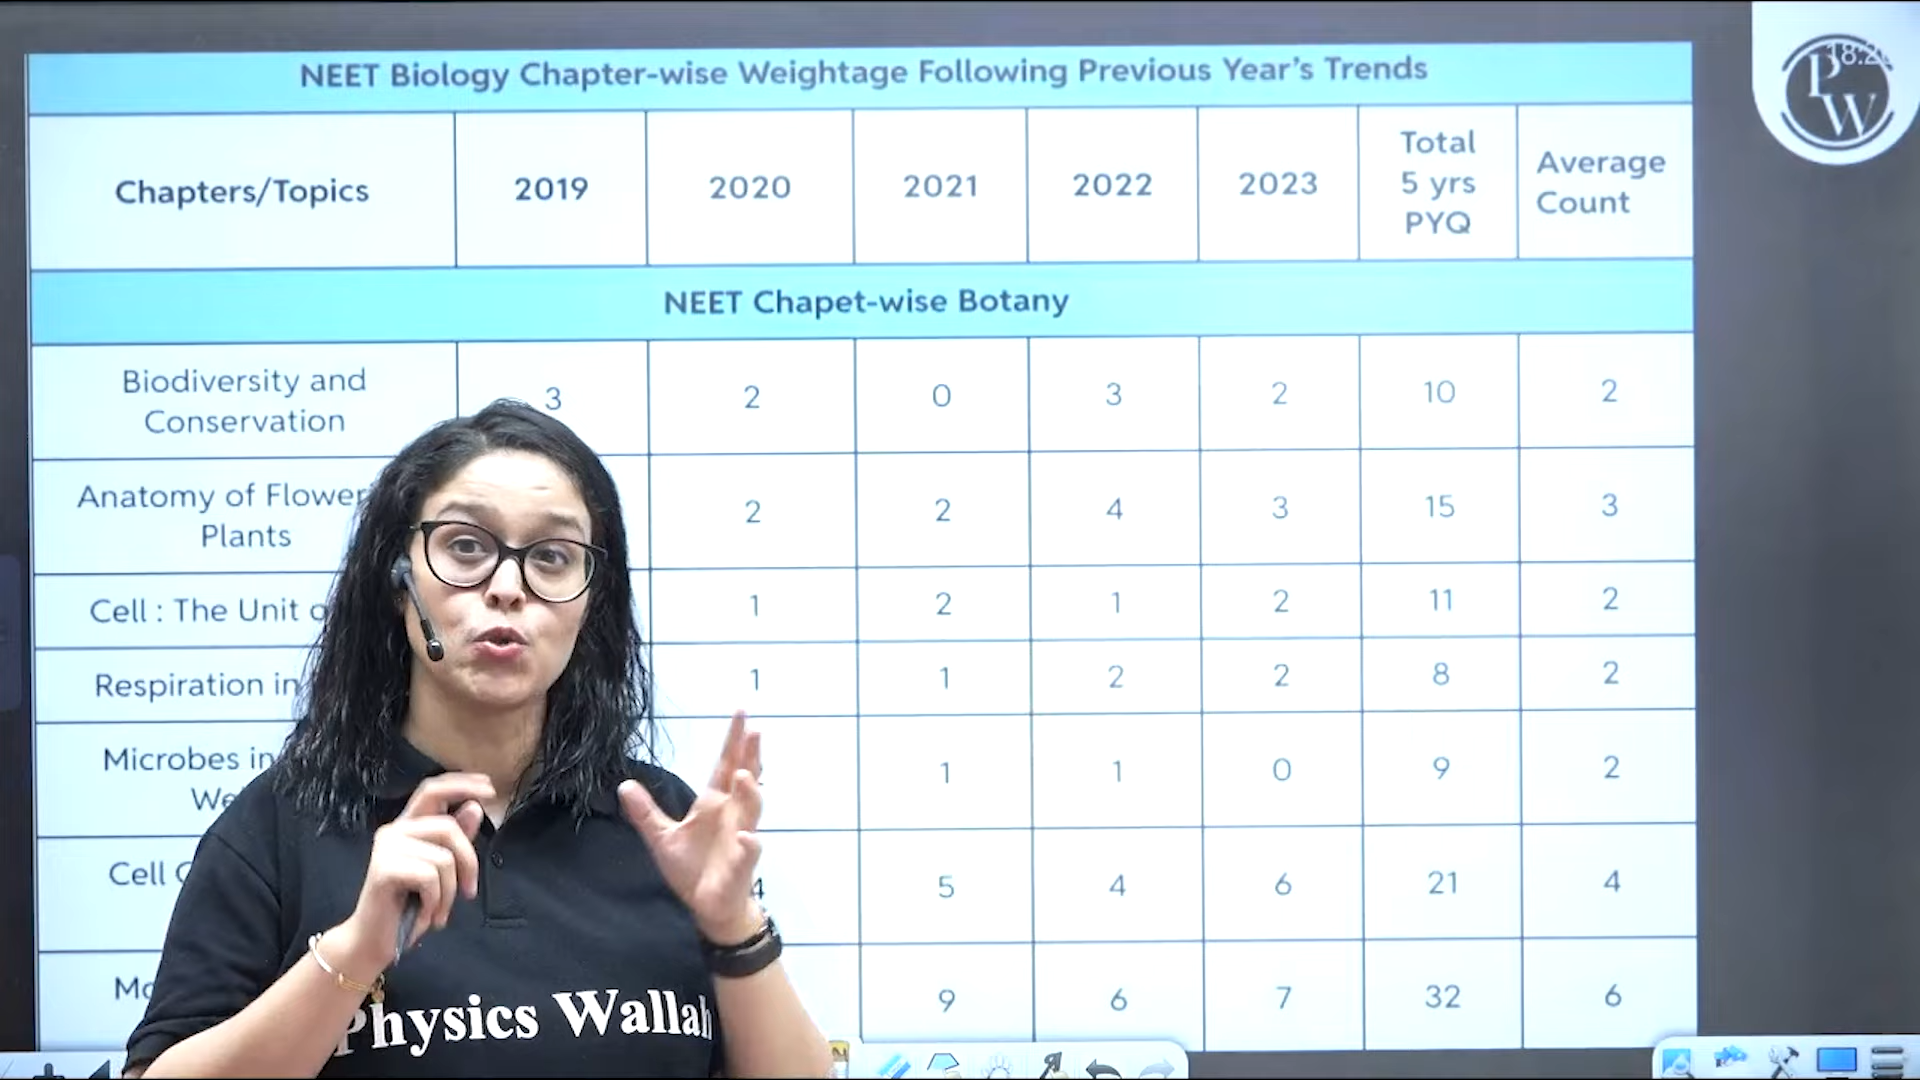 NEET Biology Chapter-wise Weightage Following Previous Year's Trends
Chapters/Topics 2019 2020 2021 2022 2023 Total 5 yrs PYQ Average Count
NEET Chapet-wise Botany
Biodiversity and Conservation 3 2 0 3 2 10 2
Anatomy of Flower Plants 2 2 4 3 15 3
Cell : The Unit 1 2 1 2 11 2
Respiration in 1 1 2 2 8 2
Microbes in 1 1 0 9 2
Cell 4 5 4 6 21 4
9 6 7 32 6
Physics Wallah
PW